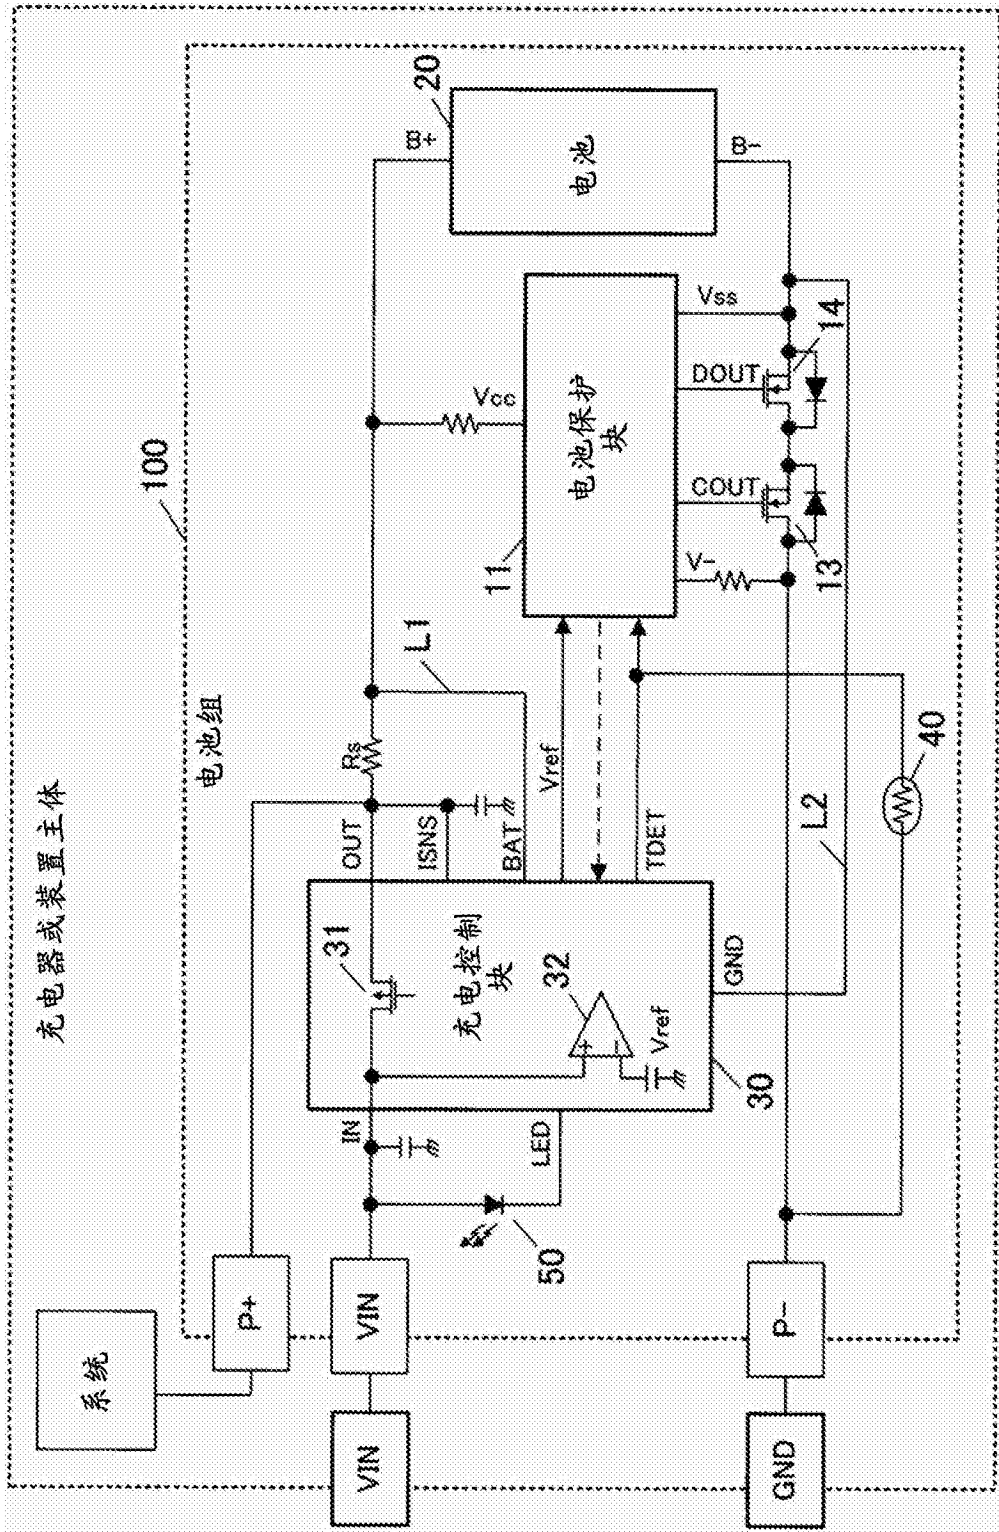 充电器或装置主体
电池组
100
系统
P+
VIN
VIN
GND
P-
IN
LED
50
OUT
Rs
ISNS
BAT
L1
Vref
TDET
充电控制
块
31
32
+
-
Vref
30
GND
L2
40
11
电池保护
块
Vcc
V-
COUT
DOUT
Vss
13
14
20
B+
电池
B-